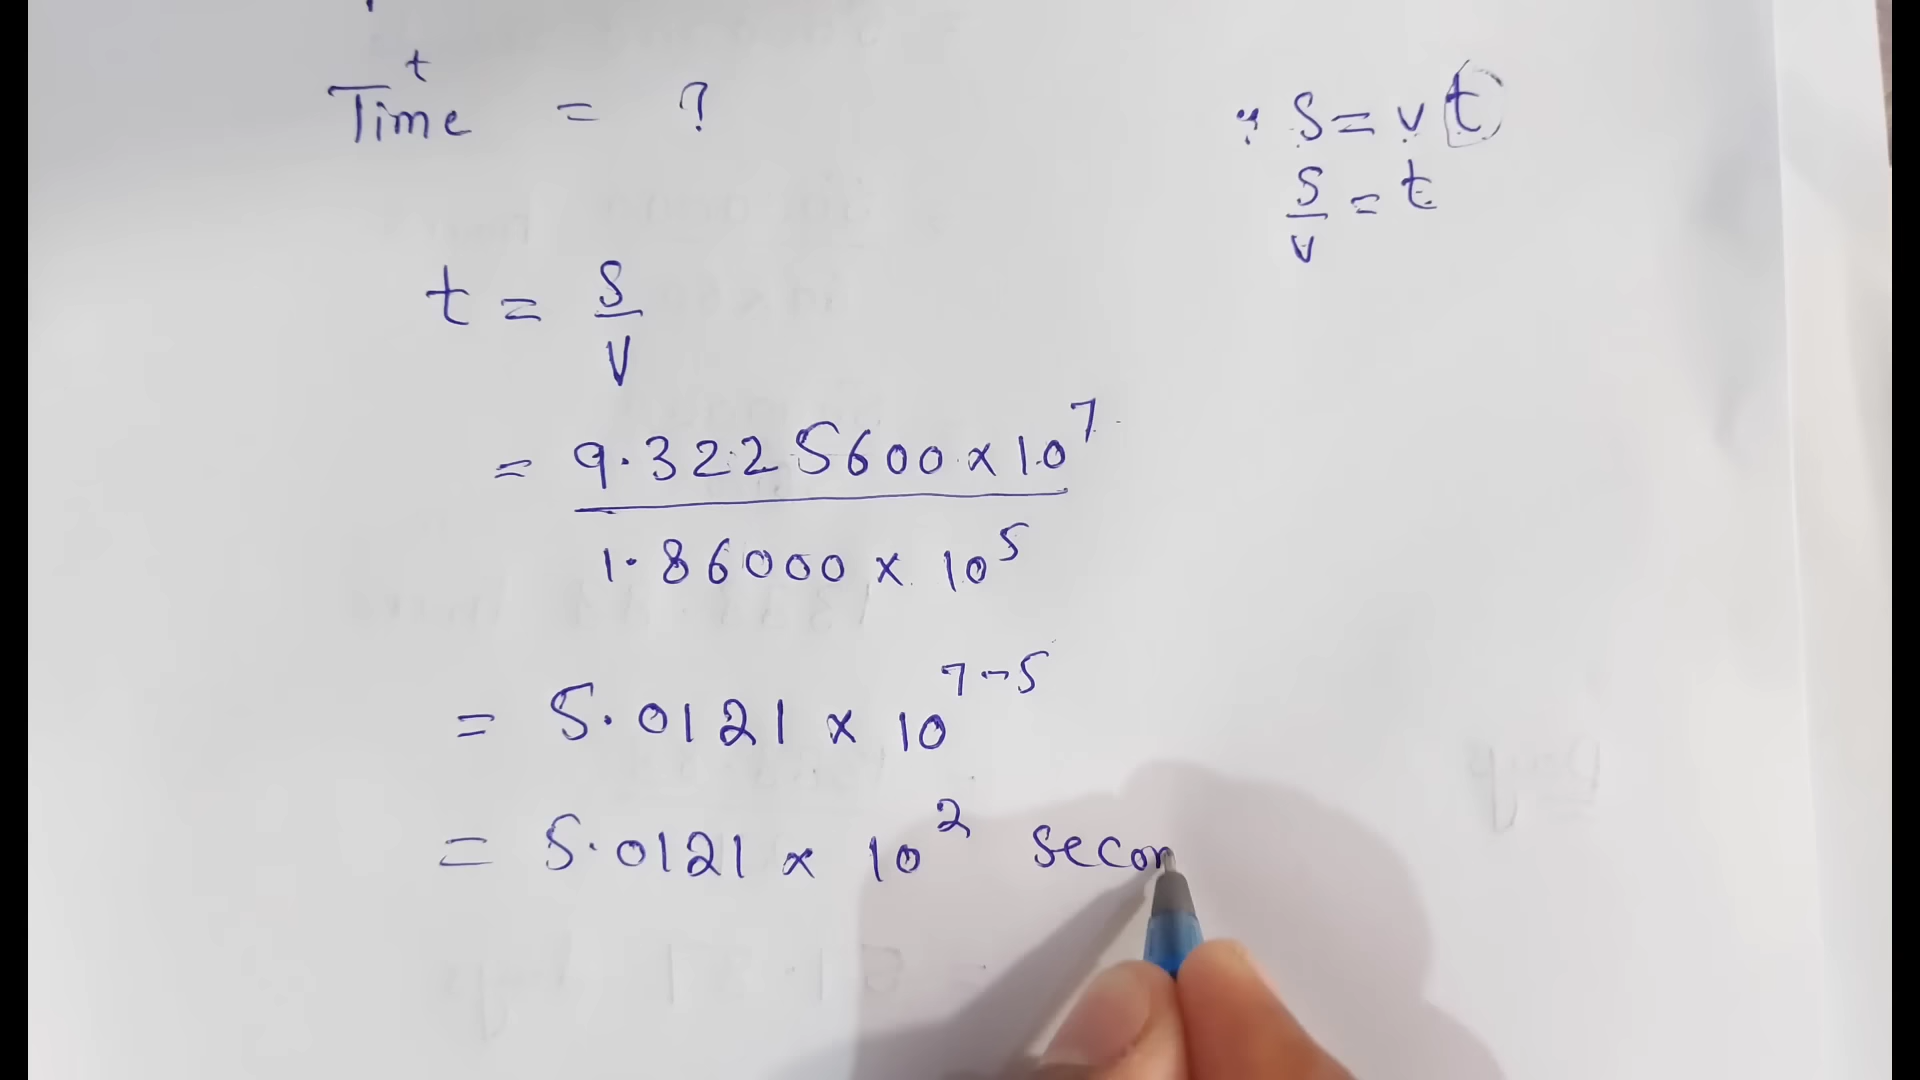 t
Time = ?
∵ s = vt
s/v = t
t = s/v
= 9.3225600 x 10^7
1.86000 x 10^5
= 5.0121 x 10^7-5
= 5.0121 x 10^2 secon